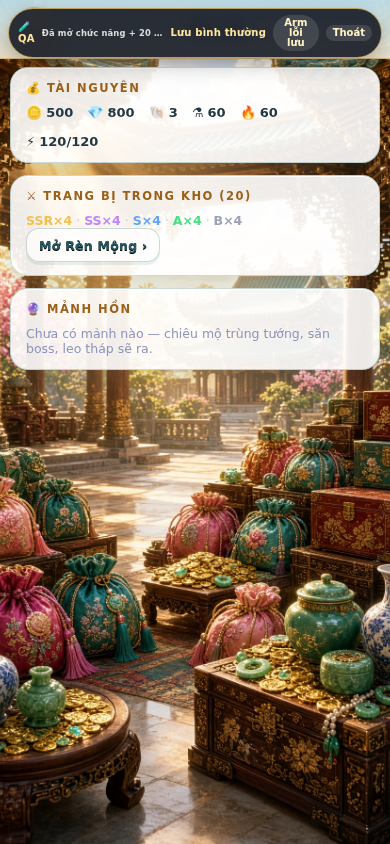 🧪 QA Đã mở chức năng + 20 … Lưu bình thường Arm lỗi lưu Thoát
💰 TÀI NGUYÊN
🪙 500 💎 800 🐚 3 ⚗ 60 🔥 60
⚡ 120/120
⚔ TRANG BỊ TRONG KHO (20)
SSR×4 · SS×4 · S×4 · A×4 · B×4
Mở Rèn Mộng ›
🔮 MẢNH HỒN
Chưa có mảnh nào — chiêu mộ trùng tướng, săn
boss, leo tháp sẽ ra.